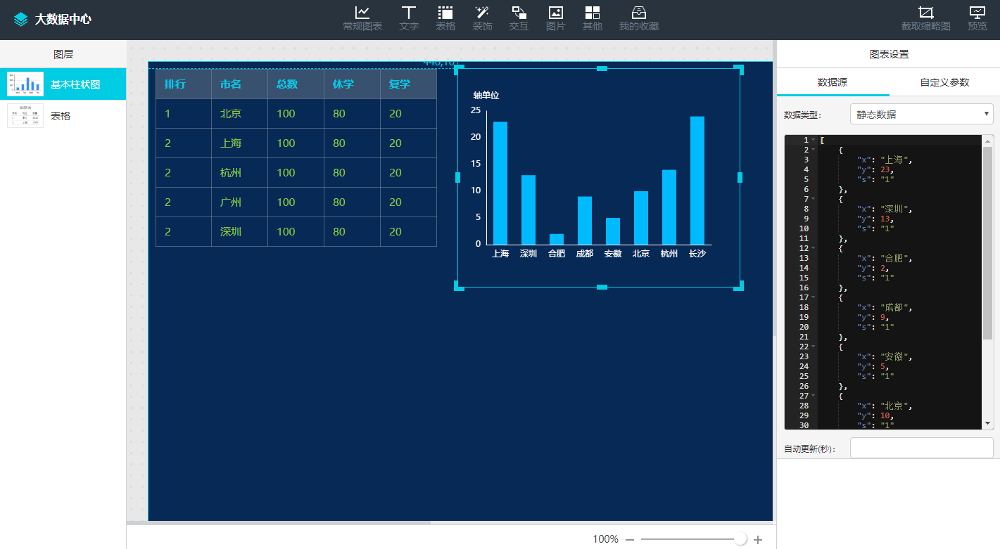 大数据中心
常规图表 文字 表格 装饰 交互 图片 其他 我的收藏 截取缩略图 预览
图层
基本柱状图
表格
排行 市名 总数 休学 复学
1 北京 100 80 20
2 上海 100 80 20
2 杭州 100 80 20
2 广州 100 80 20
2 深圳 100 80 20
轴单位
25
20
15
10
5
0
上海 深圳 合肥 成都 安徽 北京 杭州 长沙
100%
图表设置
数据源 自定义参数
数据类型: 静态数据
1 [
2 {
3 "x": "上海",
4 "y": 23,
5 "s": "1"
6 },
7 {
8 "x": "深圳",
9 "y": 13,
10 "s": "1"
11 },
12 {
13 "x": "合肥",
14 "y": 2,
15 "s": "1"
16 },
17 {
18 "x": "成都",
19 "y": 9,
20 "s": "1"
21 },
22 {
23 "x": "安徽",
24 "y": 5,
25 "s": "1"
26 },
27 {
28 "x": "北京",
29 "y": 10,
30 "s": "1"
自动更新(秒):